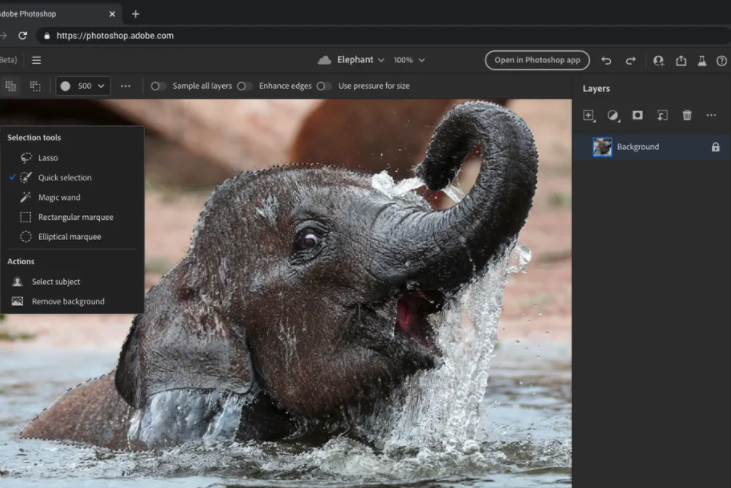 Adobe Photoshop
https://photoshop.adobe.com
Beta)
Elephant
100%
Open in Photoshop app
500
Sample all layers
Enhance edges
Use pressure for size
Layers
Background
Selection tools
Lasso
Quick selection
Magic wand
Rectangular marquee
Elliptical marquee
Actions
Select subject
Remove background